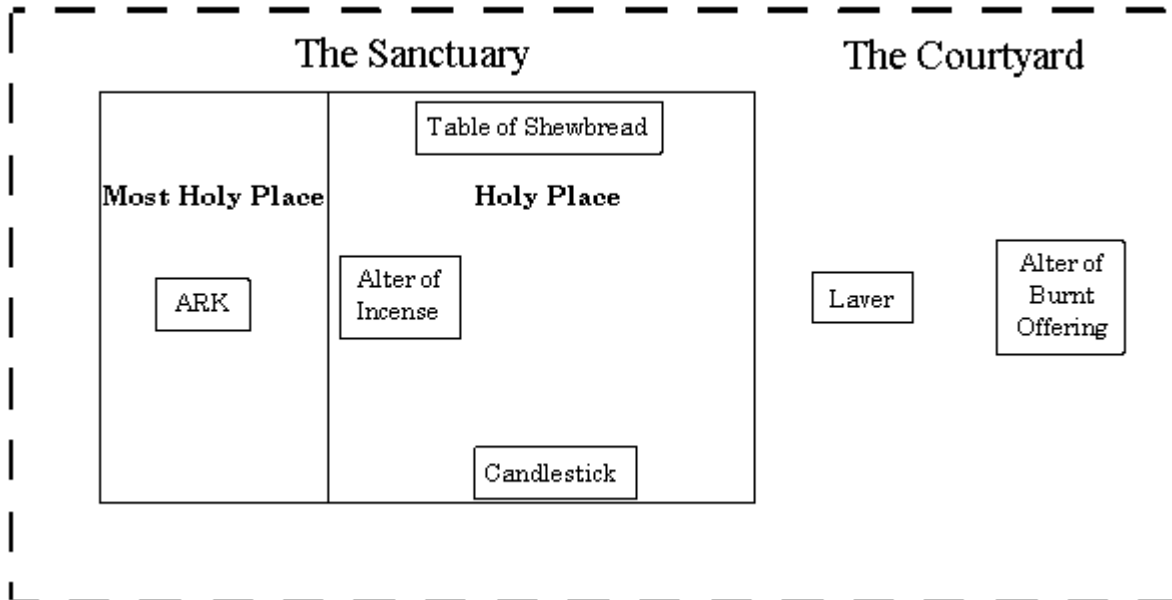 The Sanctuary
The Courtyard
Table of Shewbread
Most Holy Place
Holy Place
ARK
Alter of
Incense
Laver
Alter of
Burnt
Offering
Candlestick